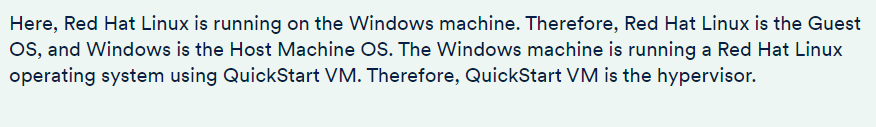 Here, Red Hat Linux is running on the Windows machine. Therefore, Red Hat Linux is the Guest
OS, and Windows is the Host Machine OS. The Windows machine is running a Red Hat Linux
operating system using QuickStart VM. Therefore, QuickStart VM is the hypervisor.